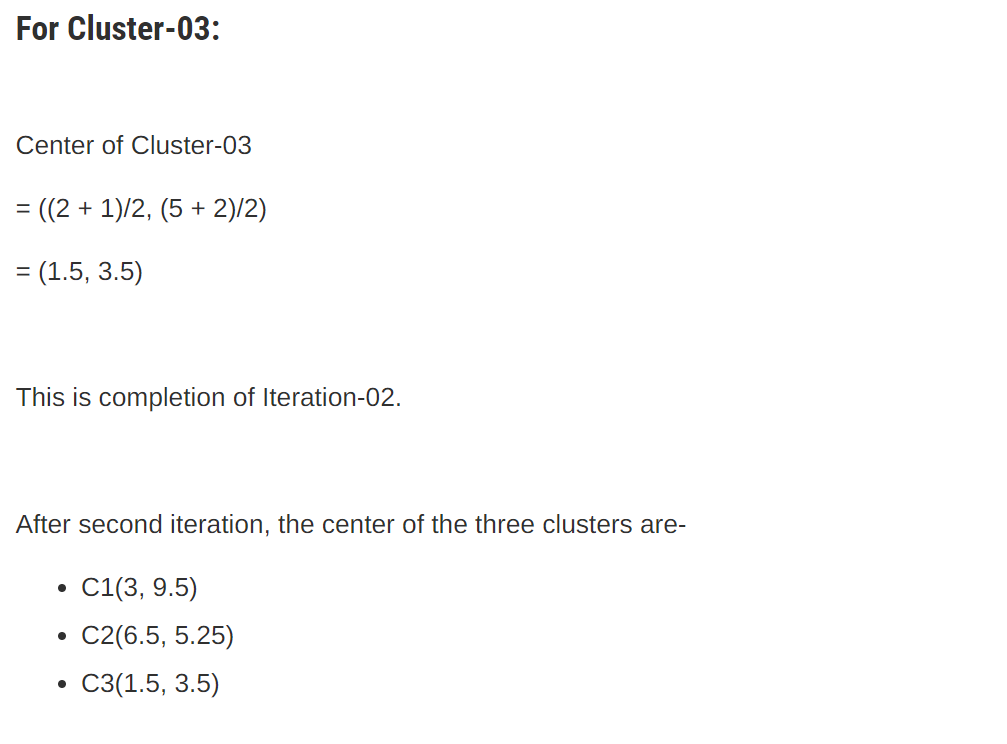 For Cluster-03:
Center of Cluster-03
= ((2 + 1)/2, (5 + 2)/2)
= (1.5, 3.5)
This is completion of Iteration-02.
After second iteration, the center of the three clusters are-
• C1(3, 9.5)
• C2(6.5, 5.25)
• C3(1.5, 3.5)